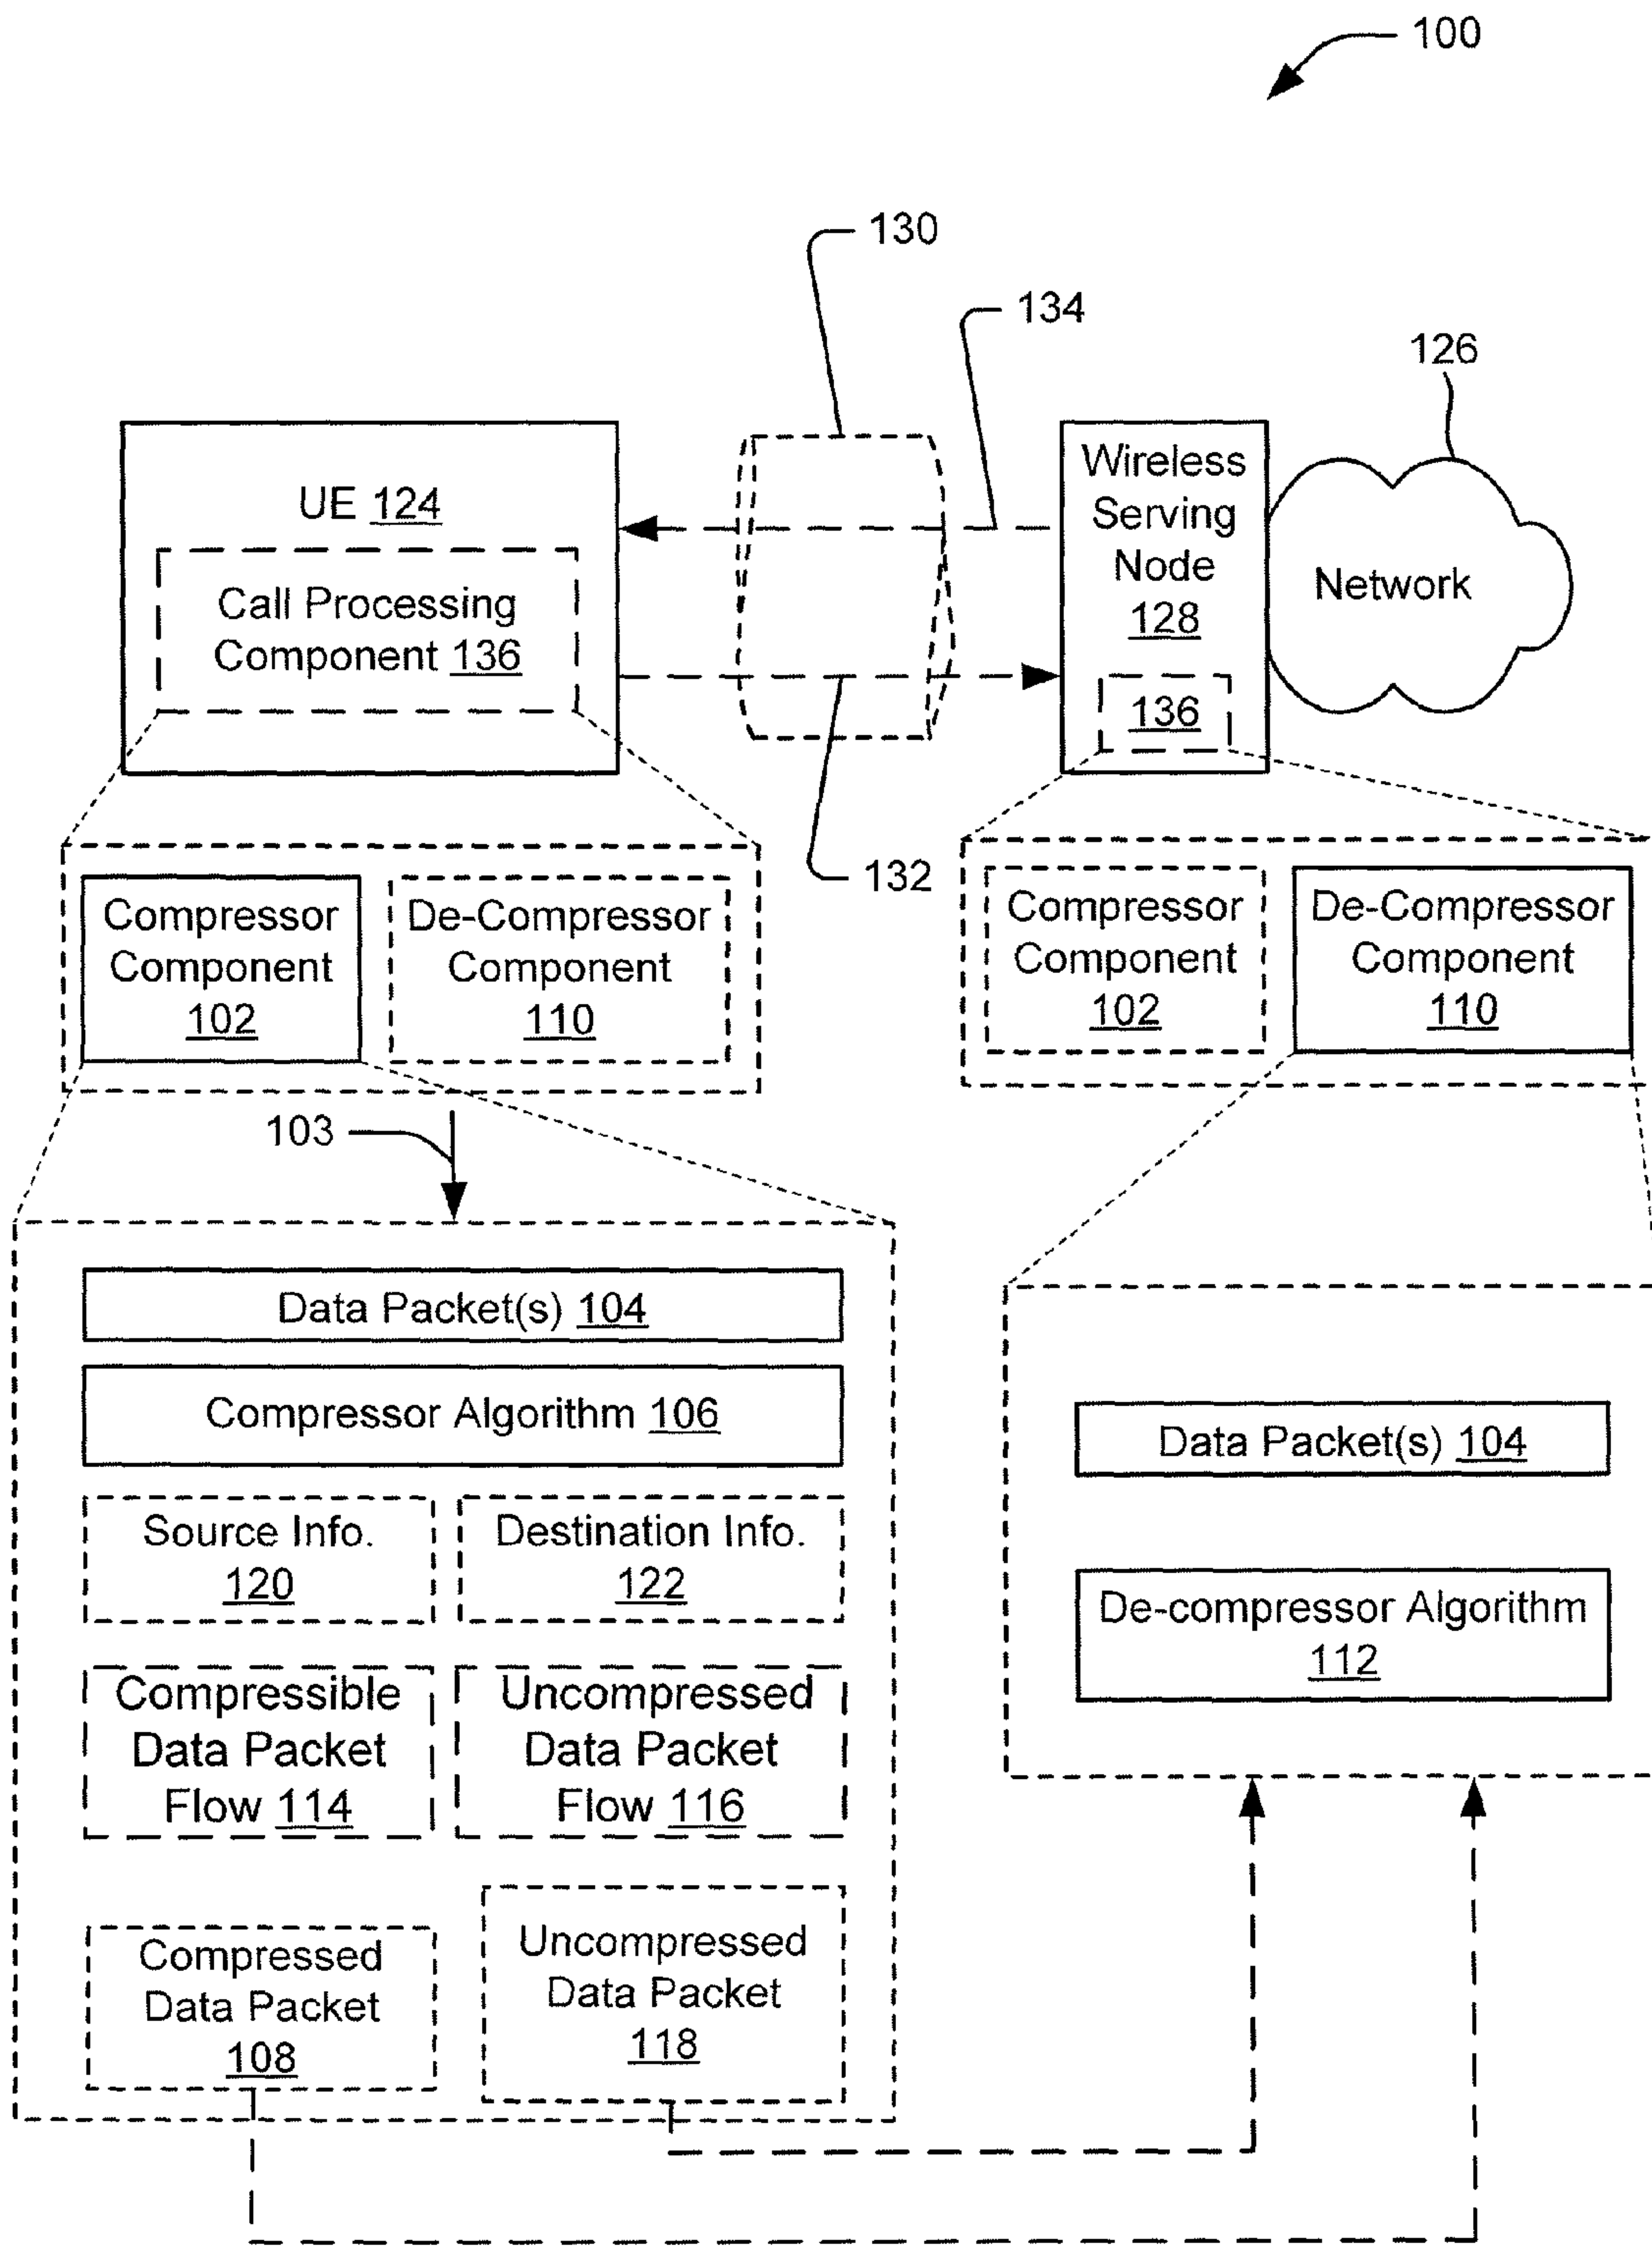 100
130
134
126
UE 124
Call Processing
Component 136
Wireless
Serving
Node
128
136
Network
132
Compressor
Component
102
De-Compressor
Component
110
Compressor
Component
102
De-Compressor
Component
110
103
Data Packet(s) 104
Compressor Algorithm 106
Source Info.
120
Destination Info.
122
Compressible
Data Packet
Flow 114
Uncompressed
Data Packet
Flow 116
Compressed
Data Packet
108
Uncompressed
Data Packet
118
Data Packet(s) 104
De-compressor Algorithm
112